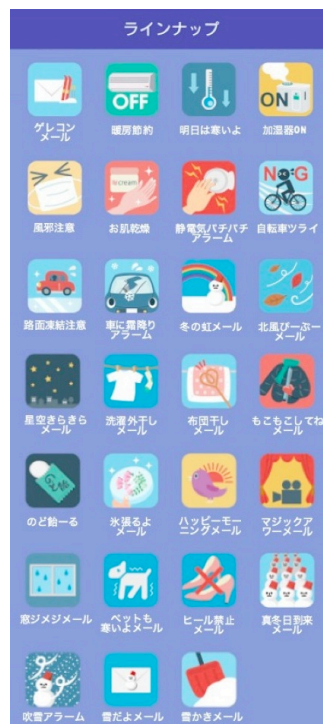 ラインナップ
OFF
ON
ゲレコン
メール
暖房節約
明日は寒いよ
加湿器ON
cream
N G
風邪注意
お肌乾燥
静電気パチパチ
アラーム
自転車ツライ
路面凍結注意
車に霜降り
アラーム
冬の虹メール
北風ぴーぷー
メール
星空きらきら
メール
洗濯外干し
メール
布団干し
メール
もこもこしてね
メール
のど飴
のど飴ーる
氷張るよ
メール
ハッピーモー
ニングメール
マジックア
ワーメール
窓ジメジメール
ペットも
寒いよメール
ヒール禁止
メール
真冬日到来
メール
吹雪アラーム
雪だよメール
雪かきメール